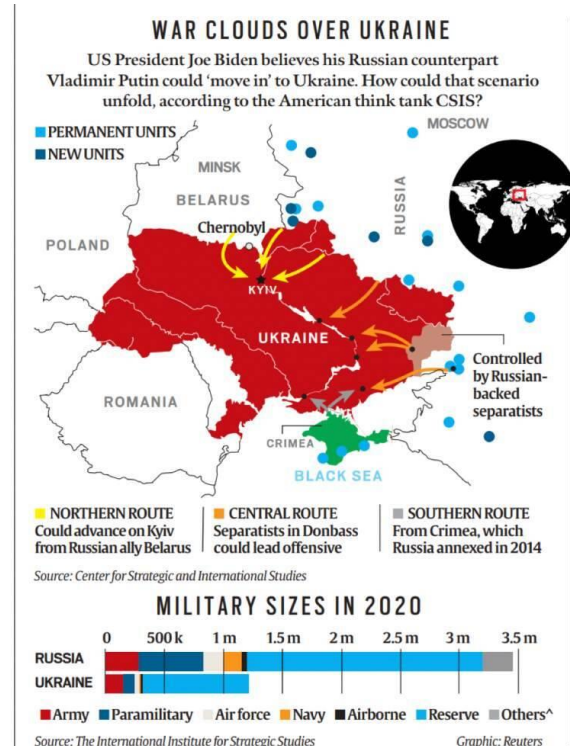 WAR CLOUDS OVER UKRAINE
US President Joe Biden believes his Russian counterpart
Vladimir Putin could ‘move in’ to Ukraine. How could that scenario
unfold, according to the American think tank CSIS?
PERMANENT UNITS
NEW UNITS
MOSCOW
MINSK
BELARUS
RUSSIA
Chernobyl
POLAND
KYIV
UKRAINE
Controlled
by Russian-
backed
separatists
ROMANIA
CRIMEA
BLACK SEA
NORTHERN ROUTE
Could advance on Kyiv
from Russian ally Belarus
CENTRAL ROUTE
Separatists in Donbass
could lead offensive
SOUTHERN ROUTE
From Crimea, which
Russia annexed in 2014
Source: Center for Strategic and International Studies
MILITARY SIZES IN 2020
0 500k 1 m 1.5 m 2 m 2.5 m 3 m 3.5 m
RUSSIA
UKRAINE
Army Paramilitary Air force Navy Airborne Reserve Others^
Source: The International Institute for Strategic Studies Graphic: Reuters